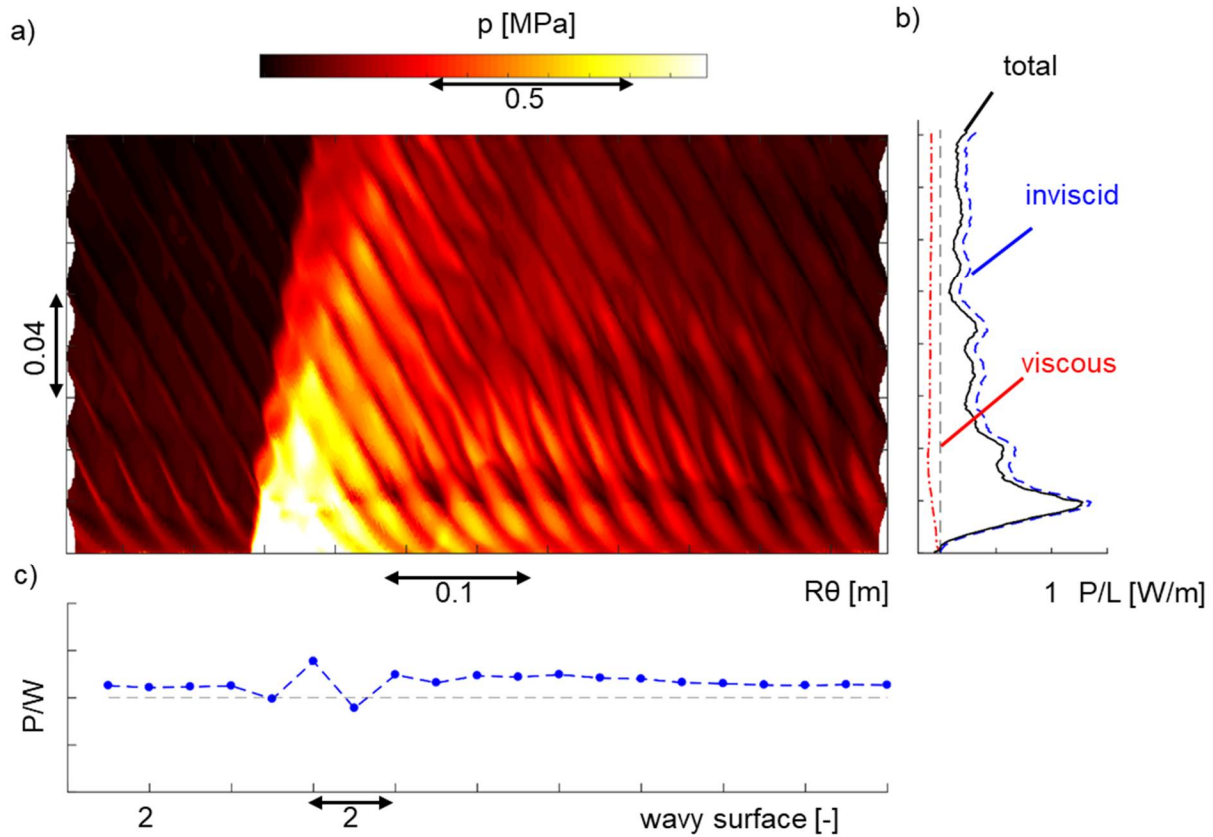 a)
p [MPa]
0.5
b)
total
inviscid
viscous
0.04
0.1
Rθ [m]
1 P/L [W/m]
c)
P/W
2
2
wavy surface [-]